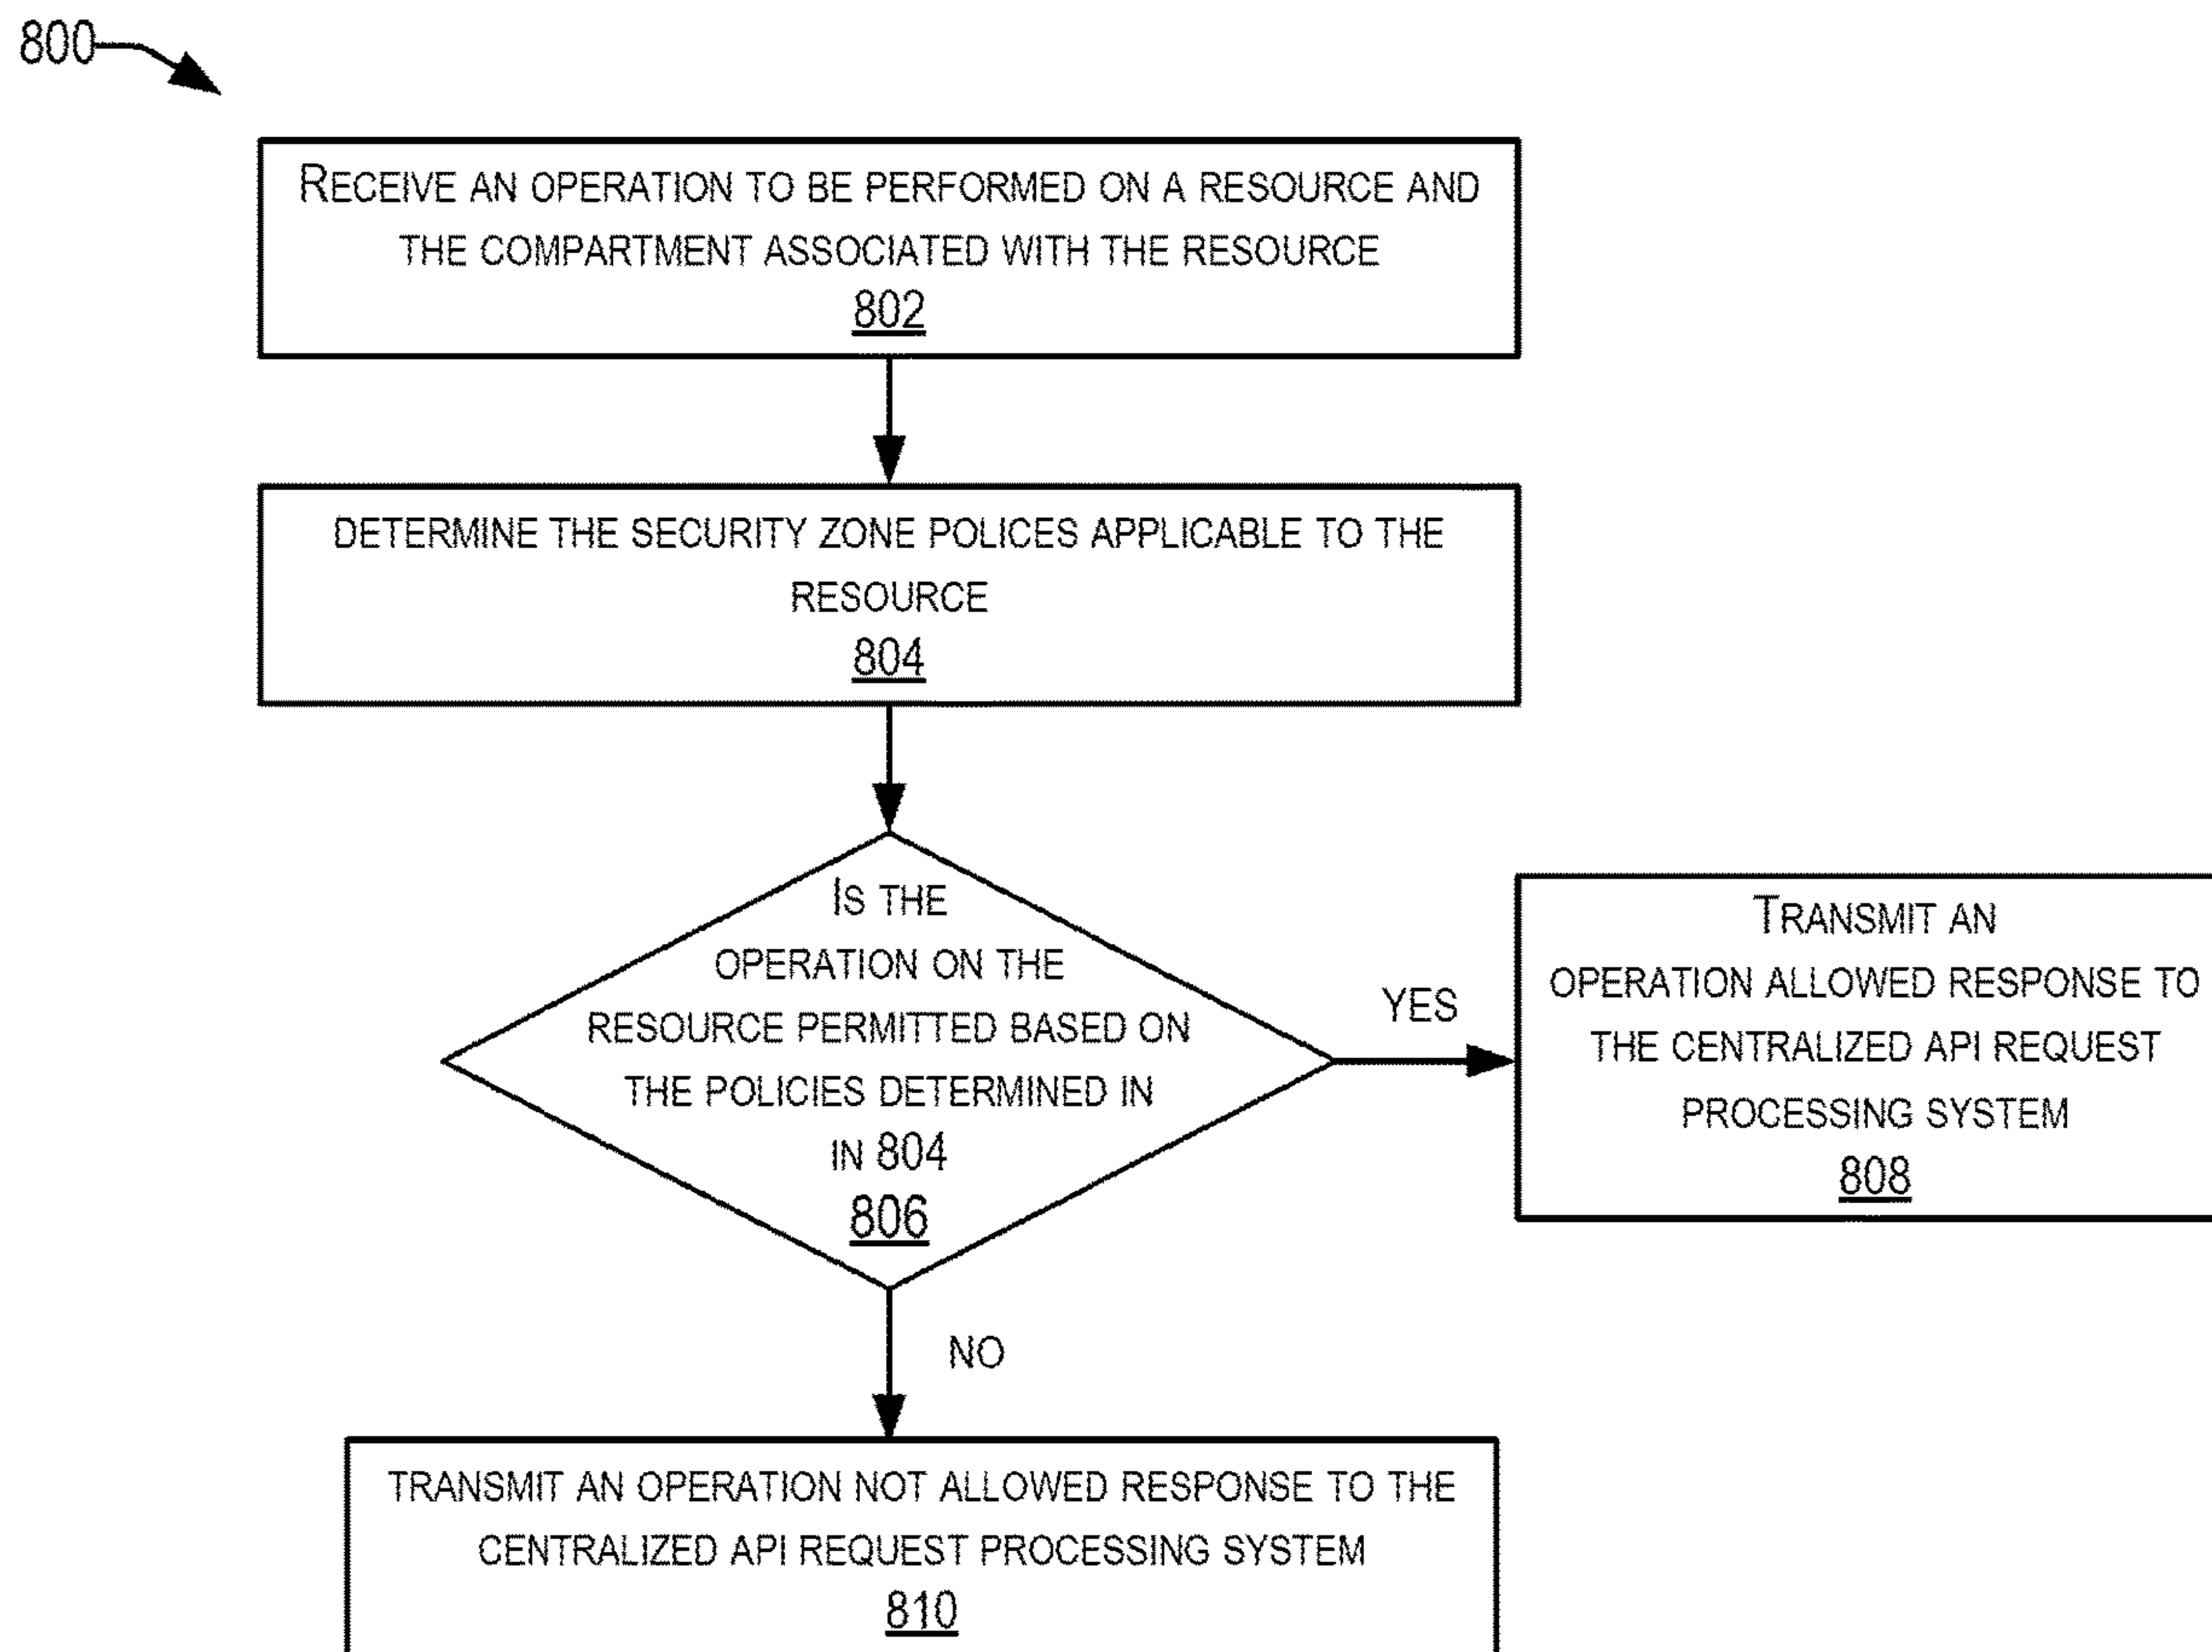 800
RECEIVE AN OPERATION TO BE PERFORMED ON A RESOURCE AND
THE COMPARTMENT ASSOCIATED WITH THE RESOURCE
802
DETERMINE THE SECURITY ZONE POLICES APPLICABLE TO THE
RESOURCE
804
IS THE
OPERATION ON THE
RESOURCE PERMITTED BASED ON
THE POLICIES DETERMINED IN
IN 804
806
YES
TRANSMIT AN
OPERATION ALLOWED RESPONSE TO
THE CENTRALIZED API REQUEST
PROCESSING SYSTEM
808
NO
TRANSMIT AN OPERATION NOT ALLOWED RESPONSE TO THE
CENTRALIZED API REQUEST PROCESSING SYSTEM
810